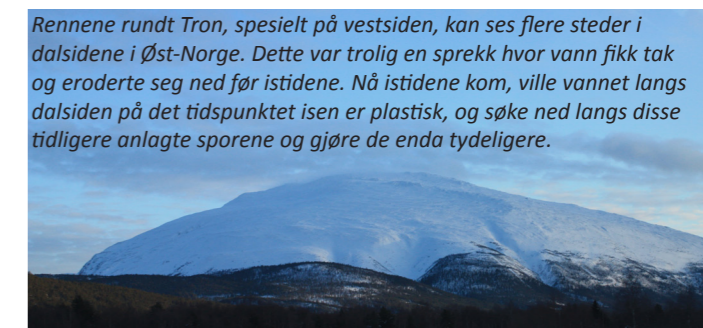 Rennene rundt Tron, spesielt på vestsiden, kan ses flere steder i
dalsidene i Øst-Norge. Dette var trolig en sprekk hvor vann fikk tak
og eroderte seg ned før istidene. Nå istidene kom, ville vannet langs
dalsiden på det tidspunktet isen er plastisk, og søke ned langs disse
tidligere anlagte sporene og gjøre de enda tydeligere.